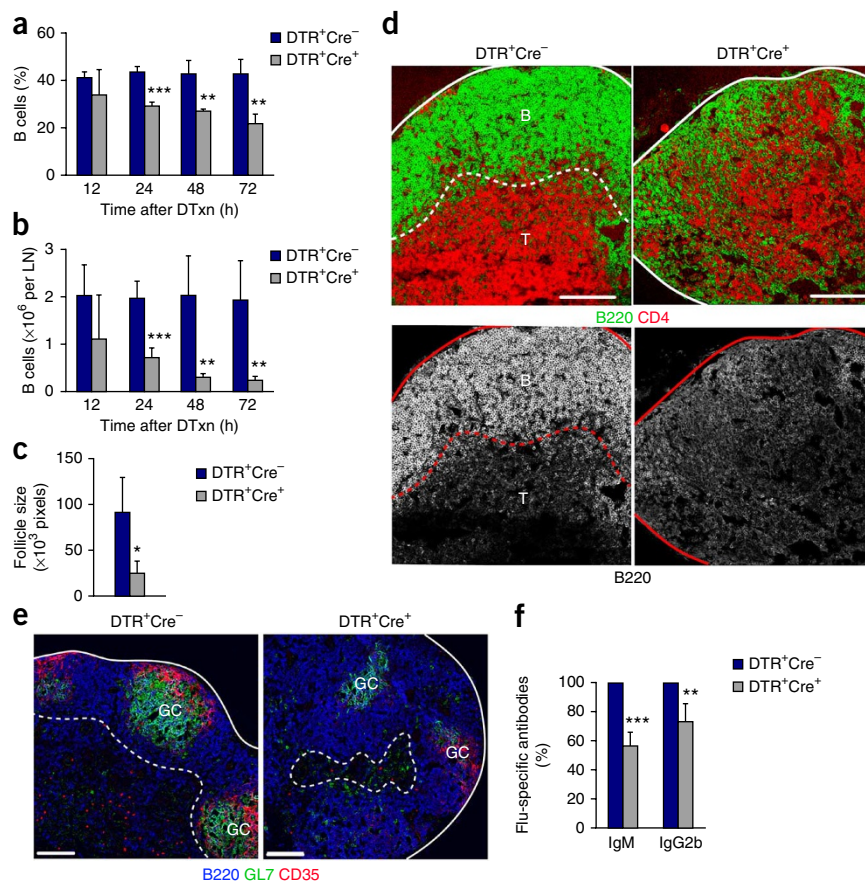 a
DTR+Cre−
DTR+Cre+
B cells (%)
60
40
20
0
***
**
**
12 24 48 72
Time after DTxn (h)
b
DTR+Cre−
DTR+Cre+
B cells (×10⁶ per LN)
3
2
1
0
***
**
**
12 24 48 72
Time after DTxn (h)
c
DTR+Cre−
DTR+Cre+
Follicle size
(×10³ pixels)
150
100
50
0
*
d
DTR+Cre− DTR+Cre+
B
T
B220 CD4
B
T
B220
e
DTR+Cre− DTR+Cre+
GC
GC
GC
GC
B220 GL7 CD35
f
DTR+Cre−
DTR+Cre+
Flu-specific antibodies
(%)
100
80
60
40
20
0
***
**
IgM IgG2b